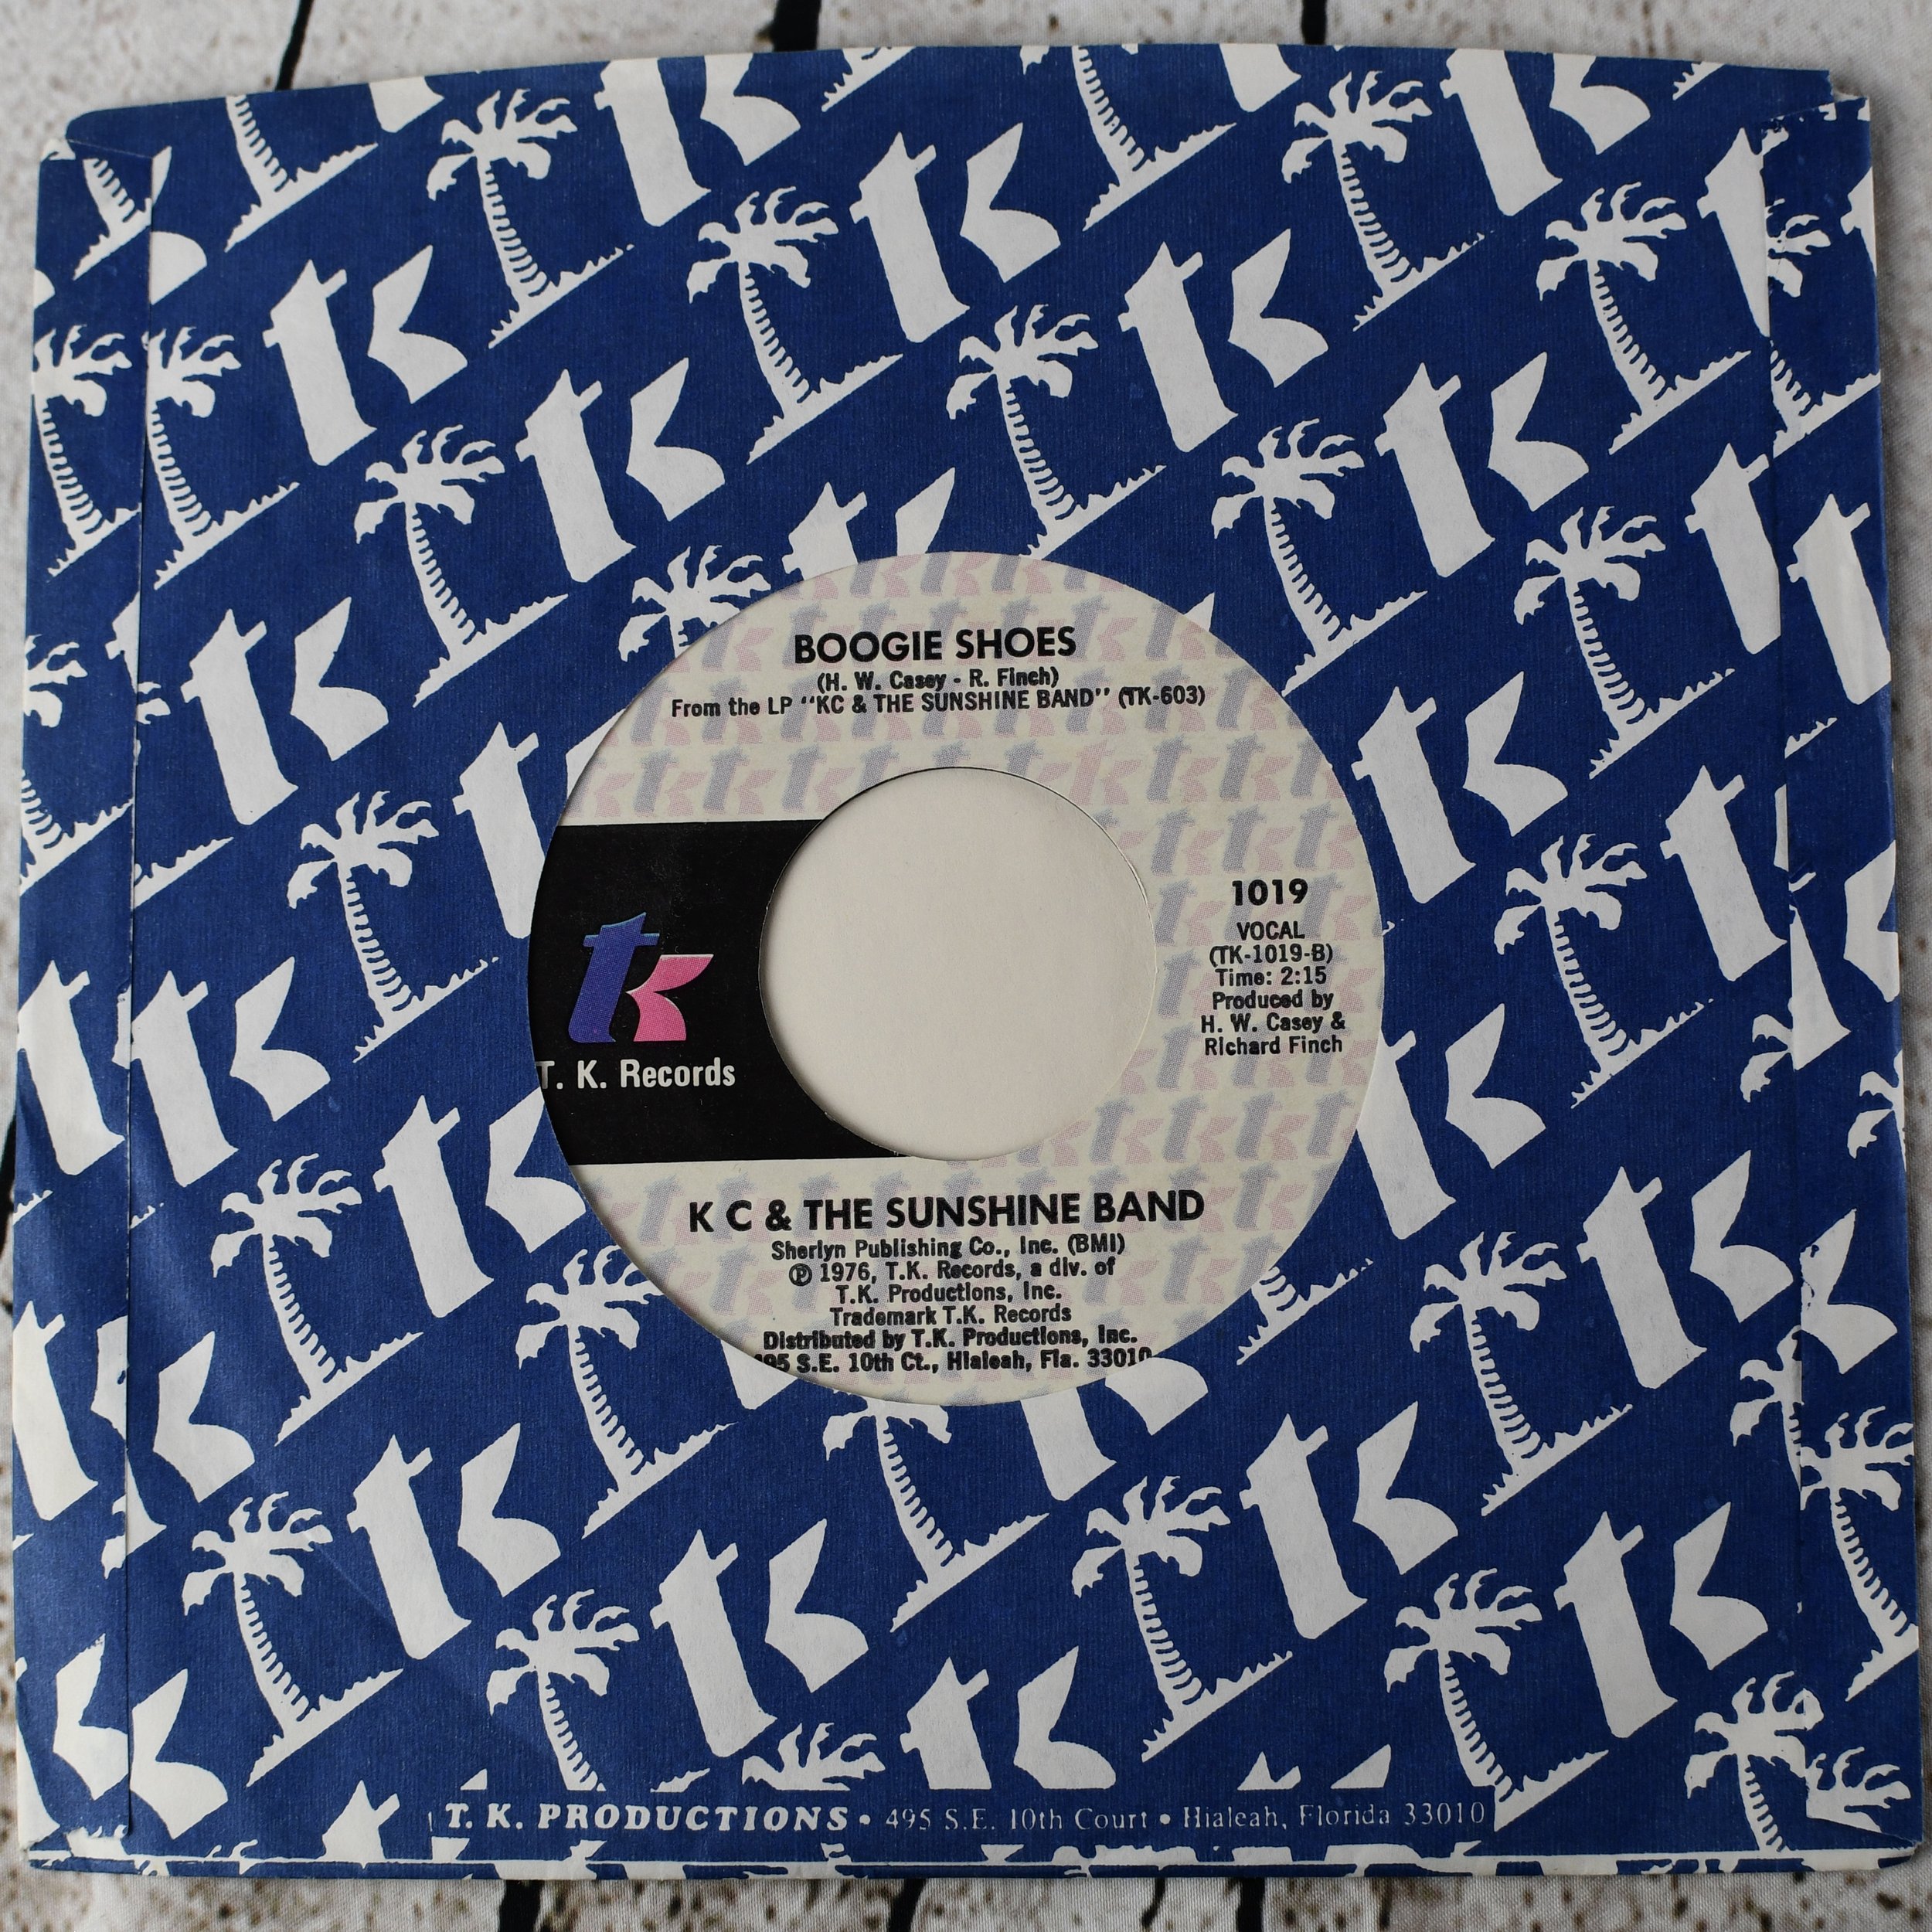 BOOGIE SHOES
(H. W. Casey - R. Finch)
From the LP "KC & THE SUNSHINE BAND" (TK-603)
tk
T. K. Records
1019
VOCAL
(TK-1019-B)
Time: 2:15
Produced by
H. W. Casey &
Richard Finch
K C & THE SUNSHINE BAND
Sherlyn Publishing Co., Inc. (BMI)
℗ 1976, T.K. Records, a div. of
T.K. Productions, Inc.
Trademark T.K. Records
Distributed by T.K. Productions, Inc.
495 S.E. 10th Ct., Hialeah, Fla. 33010
T. K. PRODUCTIONS • 495 S.E. 10th Court • Hialeah, Florida 33010